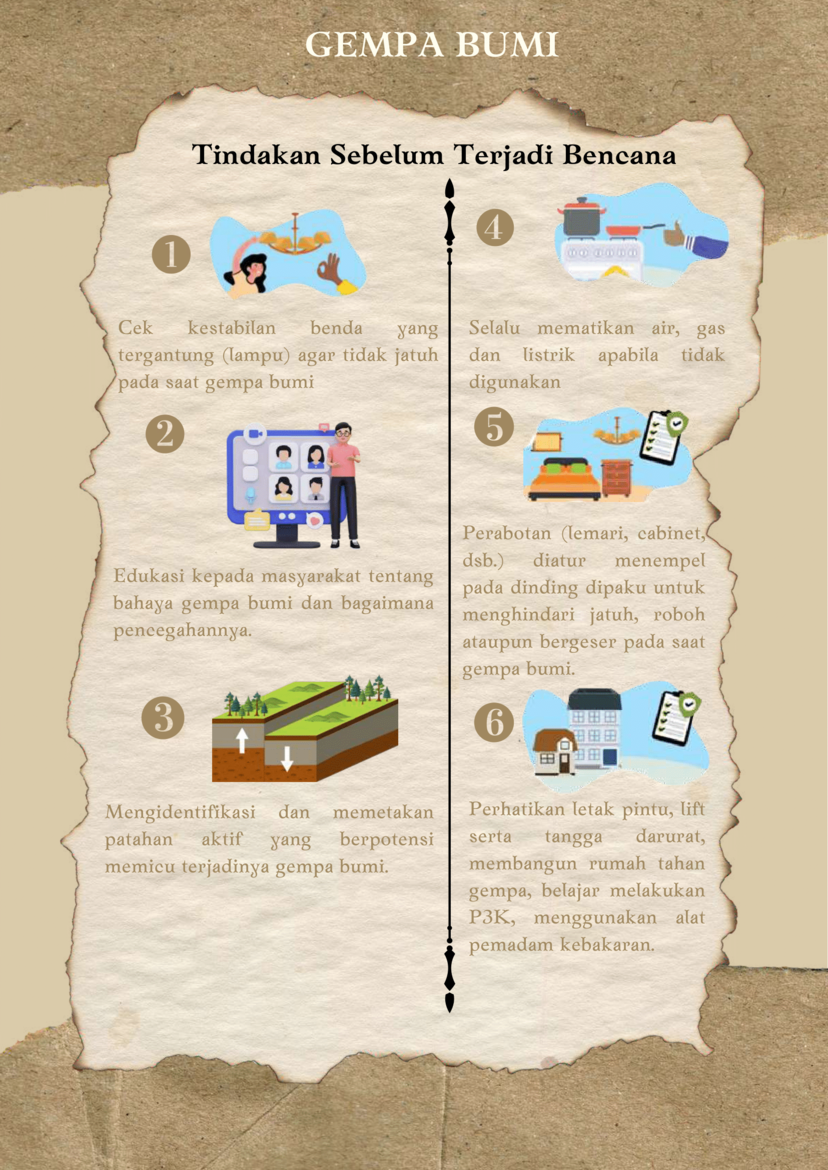 GEMPA BUMI
Tindakan Sebelum Terjadi Bencana
1
Cek kestabilan benda yang
tergantung (lampu) agar tidak jatuh
pada saat gempa bumi
2
Edukasi kepada masyarakat tentang
bahaya gempa bumi dan bagaimana
pencegahannya.
3
Mengidentifikasi dan memetakan
patahan aktif yang berpotensi
memicu terjadinya gempa bumi.
4
Selalu mematikan air, gas
dan listrik apabila tidak
digunakan
5
Perabotan (lemari, cabinet,
dsb.) diatur menempel
pada dinding dipaku untuk
menghindari jatuh, roboh
ataupun bergeser pada saat
gempa bumi.
6
Perhatikan letak pintu, lift
serta tangga darurat,
membangun rumah tahan
gempa, belajar melakukan
P3K, menggunakan alat
pemadam kebakaran.